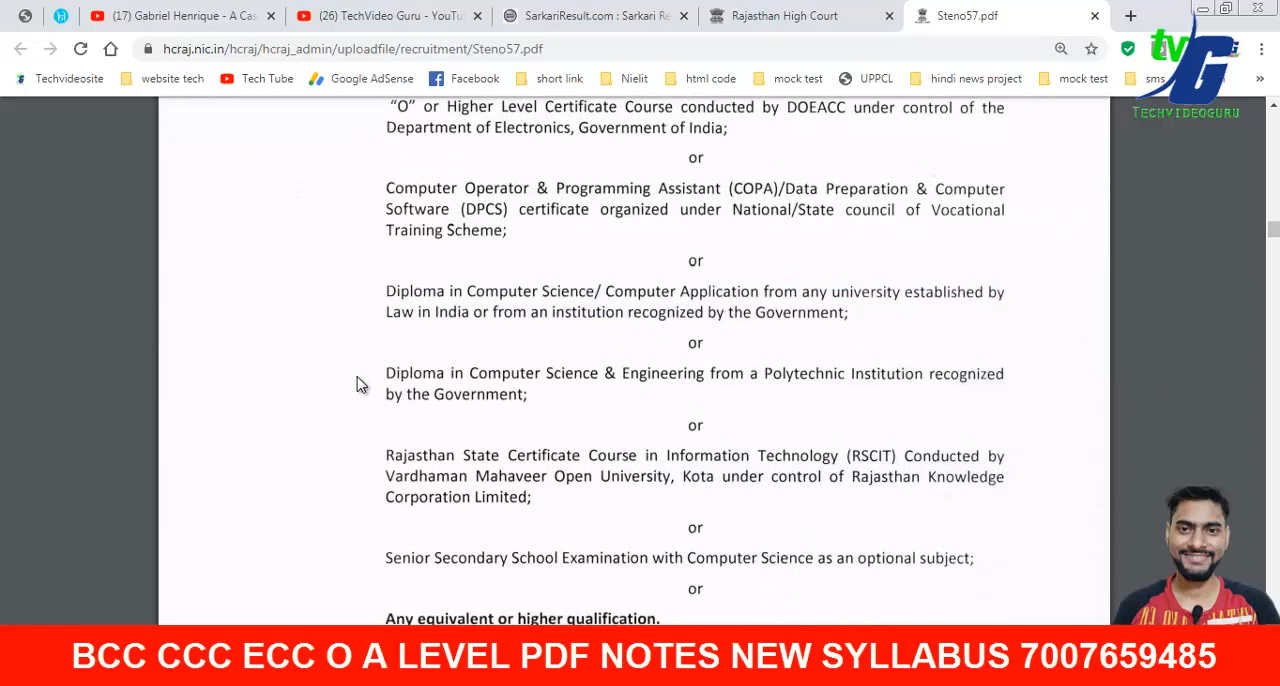 (17) Gabriel Henrique - A Cas
(26) TechVideo Guru - YouTu
SarkariResult.com : Sarkari Re
Rajasthan High Court
Steno57.pdf
hcraj.nic.in/hcraj/hcraj_admin/uploadfile/recruitment/Steno57.pdf
Techvideosite
website tech
Tech Tube
Google AdSense
Facebook
short link
Nielit
html code
mock test
UPPCL
hindi news project
mock test
sms
tv G
TECHVIDEOGURU
"O" or Higher Level Certificate Course conducted by DOEACC under control of the
Department of Electronics, Government of India;
or
Computer Operator & Programming Assistant (COPA)/Data Preparation & Computer
Software (DPCS) certificate organized under National/State council of Vocational
Training Scheme;
or
Diploma in Computer Science/ Computer Application from any university established by
Law in India or from an institution recognized by the Government;
or
Diploma in Computer Science & Engineering from a Polytechnic Institution recognized
by the Government;
or
Rajasthan State Certificate Course in Information Technology (RSCIT) Conducted by
Vardhaman Mahaveer Open University, Kota under control of Rajasthan Knowledge
Corporation Limited;
or
Senior Secondary School Examination with Computer Science as an optional subject;
or
Any equivalent or higher qualification.
BCC CCC ECC O A LEVEL PDF NOTES NEW SYLLABUS 7007659485